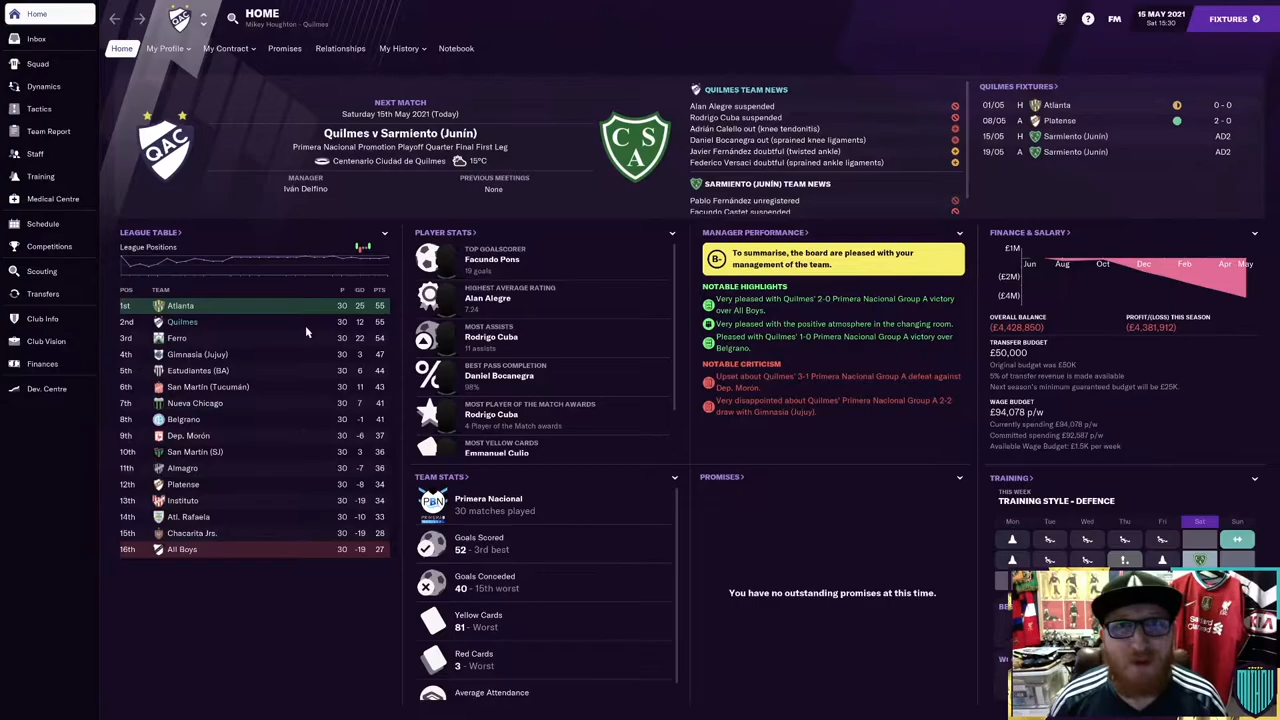 Home
Inbox
Squad
Dynamics
Tactics
Team Report
Staff
Training
Medical Centre
Schedule
Competitions
Scouting
Transfers
Club Info
Club Vision
Finances
Dev. Centre
QAC
HOME
Mikey Houghton - Quilmes
FM
15 MAY 2021
Sat 15:30
FIXTURES
Home
My Profile
My Contract
Promises
Relationships
My History
Notebook
NEXT MATCH
Saturday 15th May 2021 (Today)
Quilmes v Sarmiento (Junín)
Primera Nacional Promotion Playoff Quarter Final First Leg
Centenario Ciudad de Quilmes
15°C
MANAGER
Iván Delfino
PREVIOUS MEETINGS
None
QAC
CSA
QUILMES TEAM NEWS
Alan Alegre suspended
Rodrigo Cuba suspended
Adrián Calello out (knee tendonitis)
Daniel Bocanegra out (sprained knee ligaments)
Javier Fernández doubtful (twisted ankle)
Federico Versaci doubtful (sprained ankle ligaments)
SARMIENTO (JUNÍN) TEAM NEWS
Pablo Fernández unregistered
Facundo Castet suspended
QUILMES FIXTURES
01/05 H Atlanta 0 - 0
08/05 A Platense 2 - 0
15/05 H Sarmiento (Junín) AD2
19/05 A Sarmiento (Junín) AD2
LEAGUE TABLE
League Positions
POS TEAM P GD PTS
1st Atlanta 30 25 55
2nd Quilmes 30 12 55
3rd Ferro 30 22 54
4th Gimnasia (Jujuy) 30 3 47
5th Estudiantes (BA) 30 6 44
6th San Martín (Tucumán) 30 11 43
7th Nueva Chicago 30 7 41
8th Belgrano 30 -1 41
9th Dep. Morón 30 -6 37
10th San Martín (SJ) 30 3 36
11th Almagro 30 -7 36
12th Platense 30 -8 34
13th Instituto 30 -19 34
14th Atl. Rafaela 30 -10 33
15th Chacarita Jrs. 30 -19 28
16th All Boys 30 -19 27
PLAYER STATS
TOP GOALSCORER
Facundo Pons
19 goals
HIGHEST AVERAGE RATING
Alan Alegre
7.24
MOST ASSISTS
Rodrigo Cuba
11 assists
BEST PASS COMPLETION
Daniel Bocanegra
98%
MOST PLAYER OF THE MATCH AWARDS
Rodrigo Cuba
4 Player of the Match awards
MOST YELLOW CARDS
Emmanuel Culio
TEAM STATS
Primera Nacional
30 matches played
Goals Scored
52 - 3rd best
Goals Conceded
40 - 15th worst
Yellow Cards
81 - Worst
Red Cards
3 - Worst
Average Attendance
MANAGER PERFORMANCE
B-
To summarise, the board are pleased with your
management of the team.
NOTABLE HIGHLIGHTS
Very pleased with Quilmes' 2-0 Primera Nacional Group A victory
over All Boys.
Very pleased with the positive atmosphere in the changing room.
Pleased with Quilmes' 1-0 Primera Nacional Group A victory over
Belgrano.
NOTABLE CRITICISM
Upset about Quilmes' 3-1 Primera Nacional Group A defeat against
Dep. Morón.
Very disappointed about Quilmes' Primera Nacional Group A 2-2
draw with Gimnasia (Jujuy).
PROMISES
You have no outstanding promises at this time.
FINANCE & SALARY
£1M
(£2M)
(£4M)
Jun Aug Oct Dec Feb Apr May
OVERALL BALANCE
(£4,428,850)
PROFIT/(LOSS) THIS SEASON
(£4,381,912)
TRANSFER BUDGET
£50,000
Original budget was £50K
5% of transfer revenue is made available
Next season's minimum guaranteed budget will be £25K.
WAGE BUDGET
£94,078 p/w
Currently spending £94,078 p/w
Committed spending £92,587 p/w
Available Wage Budget: £1.5K per week
TRAINING
THIS WEEK
TRAINING STYLE - DEFENCE
Mon Tue Wed Thu Fri Sat Sun
BE
WO
KIA